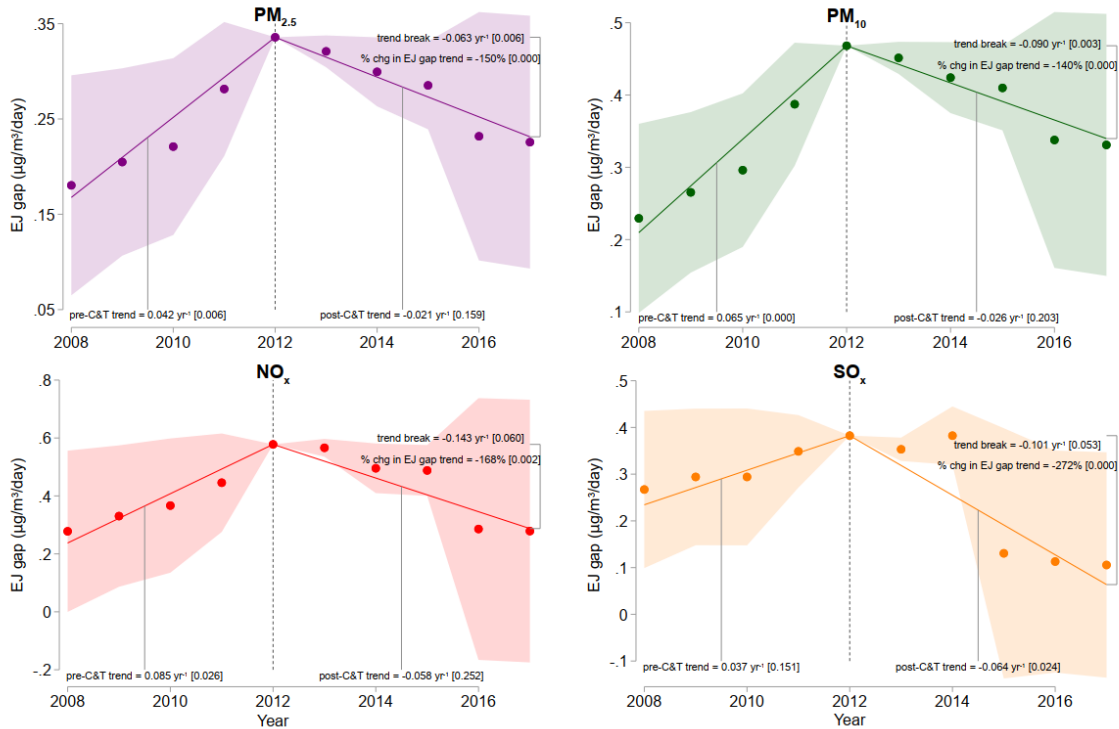 PM2.5
EJ gap (µg/m³/day)
.35
.25
.15
.05
trend break = -0.063 yr⁻¹ [0.006]
% chg in EJ gap trend = -150% [0.000]
pre-C&T trend = 0.042 yr⁻¹ [0.006]
post-C&T trend = -0.021 yr⁻¹ [0.159]
2008 2010 2012 2014 2016
PM10
EJ gap (µg/m³/day)
.5
.4
.3
.2
.1
trend break = -0.090 yr⁻¹ [0.003]
% chg in EJ gap trend = -140% [0.000]
pre-C&T trend = 0.065 yr⁻¹ [0.000]
post-C&T trend = -0.026 yr⁻¹ [0.203]
2008 2010 2012 2014 2016
NOx
EJ gap (µg/m³/day)
.8
.6
.4
.2
0
-.2
trend break = -0.143 yr⁻¹ [0.060]
% chg in EJ gap trend = -168% [0.002]
pre-C&T trend = 0.085 yr⁻¹ [0.026]
post-C&T trend = -0.058 yr⁻¹ [0.252]
2008 2010 2012 2014 2016
Year
SOx
EJ gap (µg/m³/day)
.5
.4
.3
.2
.1
0
-.1
trend break = -0.101 yr⁻¹ [0.053]
% chg in EJ gap trend = -272% [0.000]
pre-C&T trend = 0.037 yr⁻¹ [0.151]
post-C&T trend = -0.064 yr⁻¹ [0.024]
2008 2010 2012 2014 2016
Year